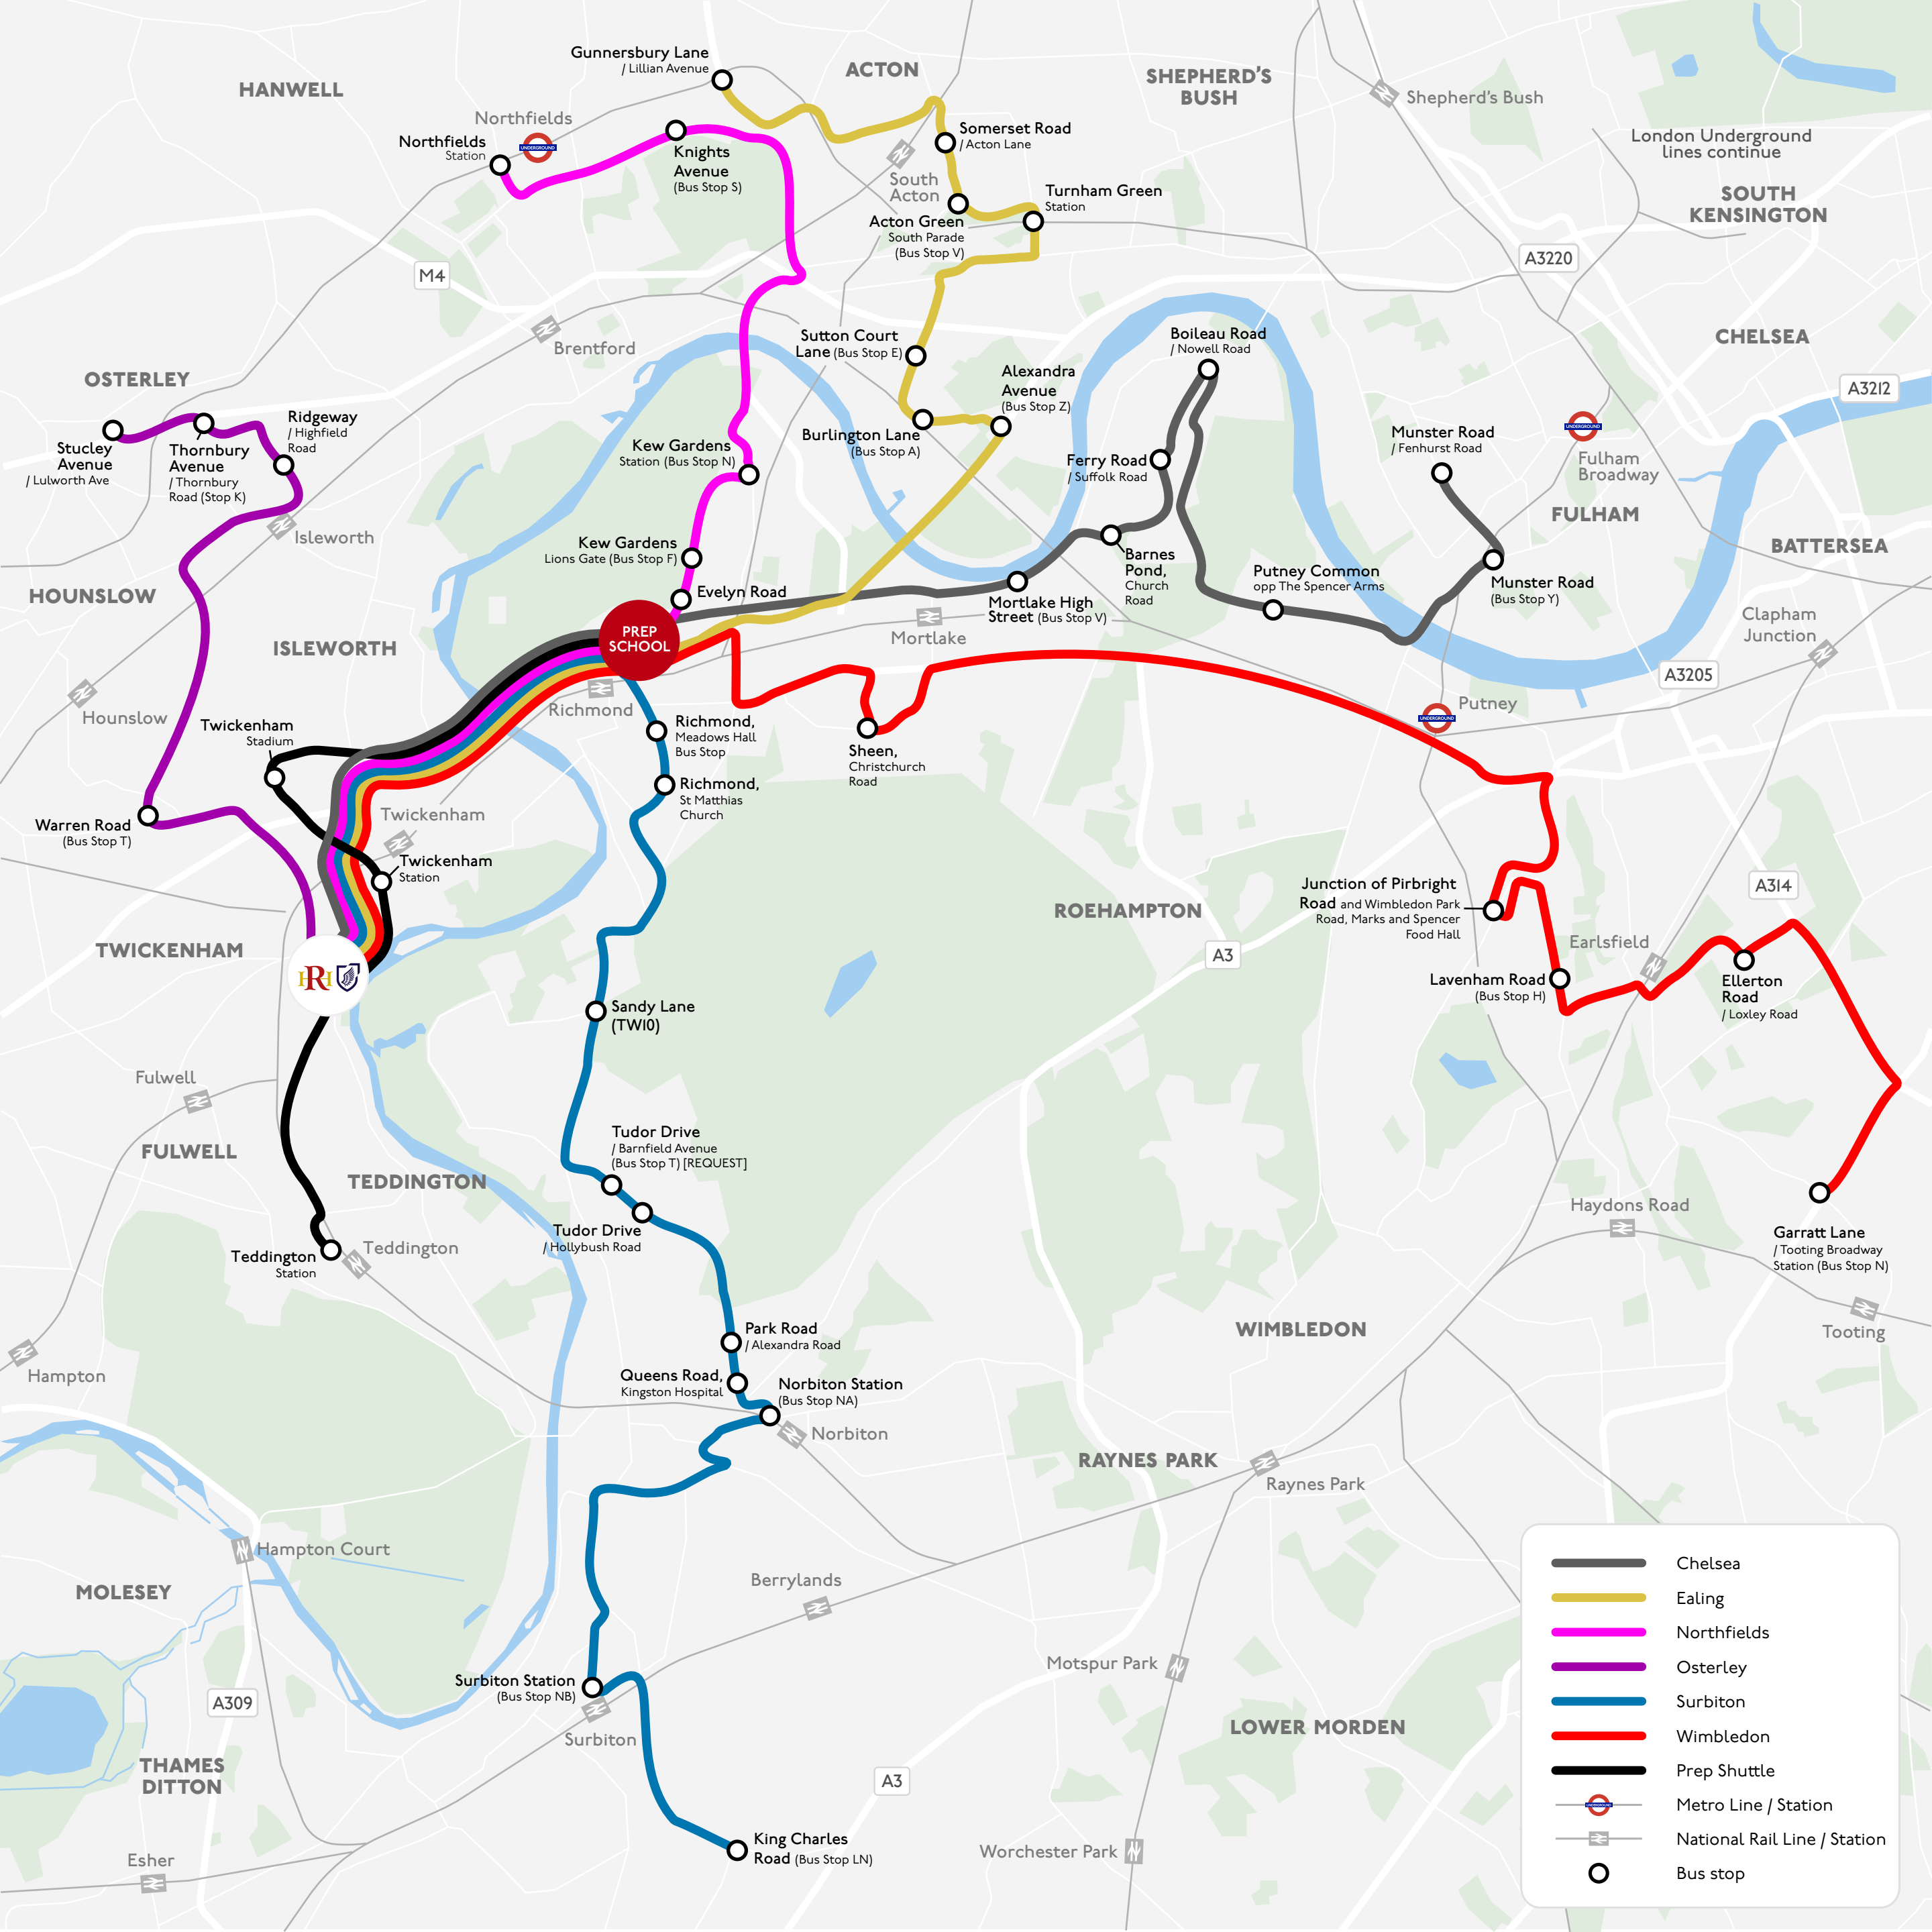 Gunnersbury Lane
/ Lillian Avenue
ACTON
SHEPHERD'S
BUSH
HANWELL
Shepherd's Bush
Northfields
UNDERGROUND
Northfields
Station
Knights
Avenue
(Bus Stop S)
Somerset Road
/ Acton Lane
London Underground
lines continue
South
Acton
Turnham Green
Station
SOUTH
KENSINGTON
Acton Green
South Parade
(Bus Stop V)
A3220
M4
Brentford
Sutton Court
Lane (Bus Stop E)
Boileau Road
/ Nowell Road
CHELSEA
OSTERLEY
Alexandra
Avenue
(Bus Stop Z)
A3212
Ridgeway
/ Highfield
Road
Stucley
Avenue
/ Lulworth Ave
Thornbury
Avenue
/ Thornbury
Road (Stop K)
Burlington Lane
(Bus Stop A)
Munster Road
/ Fenhurst Road
UNDERGROUND
Fulham
Broadway
Kew Gardens
Station (Bus Stop N)
Ferry Road
/ Suffolk Road
FULHAM
Isleworth
BATTERSEA
Kew Gardens
Lions Gate (Bus Stop F)
Barnes
Pond,
Church
Road
Putney Common
opp The Spencer Arms
Munster Road
(Bus Stop Y)
HOUNSLOW
Evelyn Road
Mortlake High
Street (Bus Stop V)
Clapham
Junction
PREP
SCHOOL
Mortlake
ISLEWORTH
A3205
Hounslow
Richmond
Putney
UNDERGROUND
Twickenham
Stadium
Richmond,
Meadows Hall
Bus Stop
Sheen,
Christchurch
Road
Richmond,
St Matthias
Church
Warren Road
(Bus Stop T)
Twickenham
Twickenham
Station
Junction of Pirbright
Road and Wimbledon Park
Road, Marks and Spencer
Food Hall
A314
ROEHAMPTON
TWICKENHAM
A3
Earlsfield
HRH
Lavenham Road
(Bus Stop H)
Ellerton
Road
/ Loxley Road
Sandy Lane
(TW10)
Fulwell
FULWELL
Tudor Drive
/ Barnfield Avenue
(Bus Stop T) [REQUEST]
TEDDINGTON
Haydons Road
Tudor Drive
/ Hollybush Road
Teddington
Station
Teddington
Garratt Lane
/ Tooting Broadway
Station (Bus Stop N)
Park Road
/ Alexandra Road
WIMBLEDON
Tooting
Hampton
Queens Road,
Kingston Hospital
Norbiton Station
(Bus Stop NA)
Norbiton
RAYNES PARK
Raynes Park
Hampton Court
MOLESEY
Berrylands
Surbiton Station
(Bus Stop NB)
Motspur Park
A309
Surbiton
LOWER MORDEN
THAMES
DITTON
A3
King Charles
Road (Bus Stop LN)
Worchester Park
Esher
Chelsea
Ealing
Northfields
Osterley
Surbiton
Wimbledon
Prep Shuttle
UNDERGROUND
Metro Line / Station
National Rail Line / Station
Bus stop